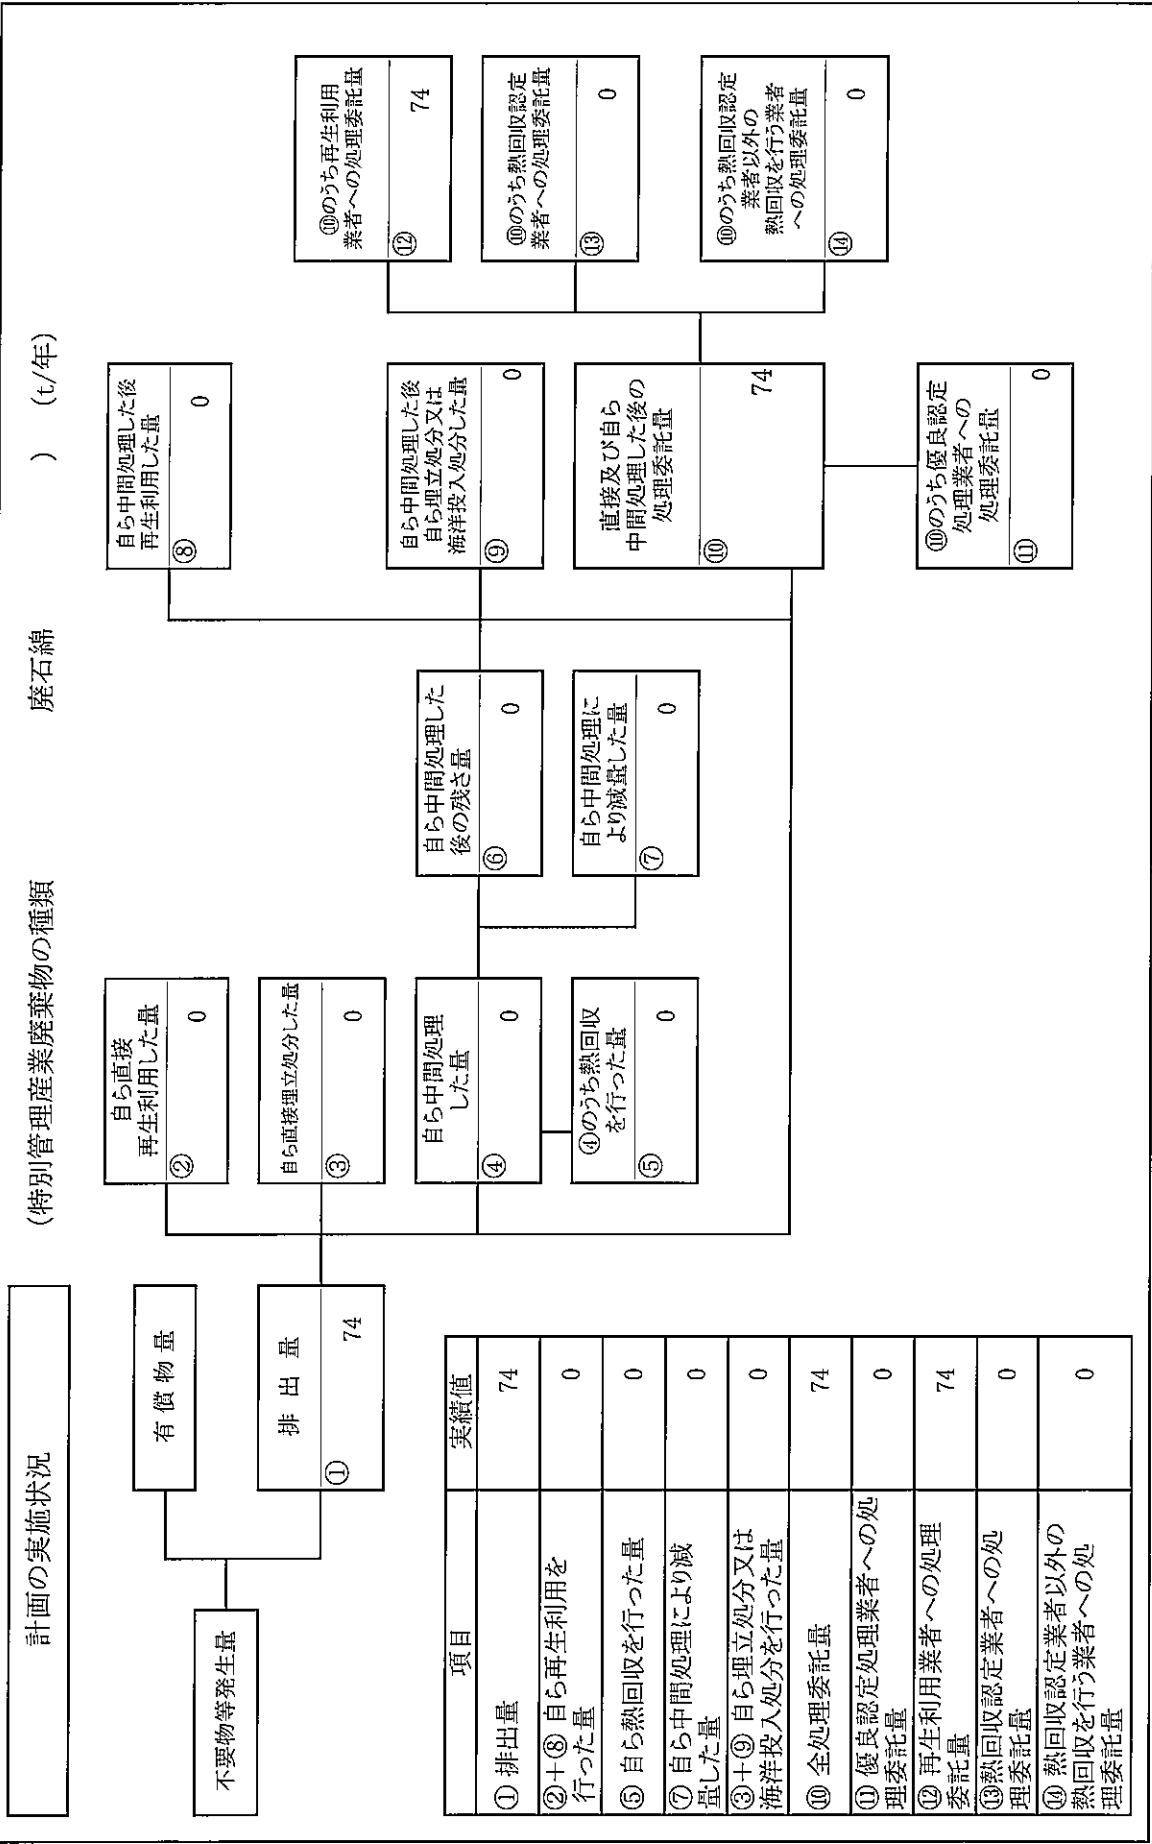 計画の実施状況
(特別管理産業廃棄物の種類　廃石綿　)　(t/年)
不要物等発生量
有償物量
排出量
① 74
自ら直接
再生利用した量
② 0
自ら直接埋立処分した量
③ 0
自ら中間処理
した量
④ 0
④のうち熱回収
を行った量
⑤ 0
自ら中間処理した
後の残さ量
⑥ 0
自ら中間処理に
より減量した量
⑦ 0
自ら中間処理した後
再生利用した量
⑧ 0
自ら中間処理した後
自ら埋立処分又は
海洋投入処分した量
⑨ 0
直接及び自ら
中間処理した後の
処理委託量
⑩ 74
⑩のうち優良認定
処理業者への
処理委託量
⑪ 0
⑩のうち再生利用
業者への処理委託量
⑫ 74
⑩のうち熱回収認定
業者への処理委託量
⑬ 0
⑩のうち熱回収認定
業者以外の
熱回収を行う業者
への処理委託量
⑭ 0
項目 実績値
① 排出量 74
②+⑧ 自ら再生利用を
行った量 0
⑤ 自ら熱回収を行った量 0
⑦ 自ら中間処理により減
量した量 0
③+⑨ 自ら埋立処分又は
海洋投入処分を行った量 0
⑩ 全処理委託量 74
⑪ 優良認定処理業者への処
理委託量 0
⑫ 再生利用業者への処理
委託量 74
⑬熱回収認定業者への処
理委託量 0
⑭ 熱回収認定業者以外の
熱回収を行う業者への処
理委託量 0